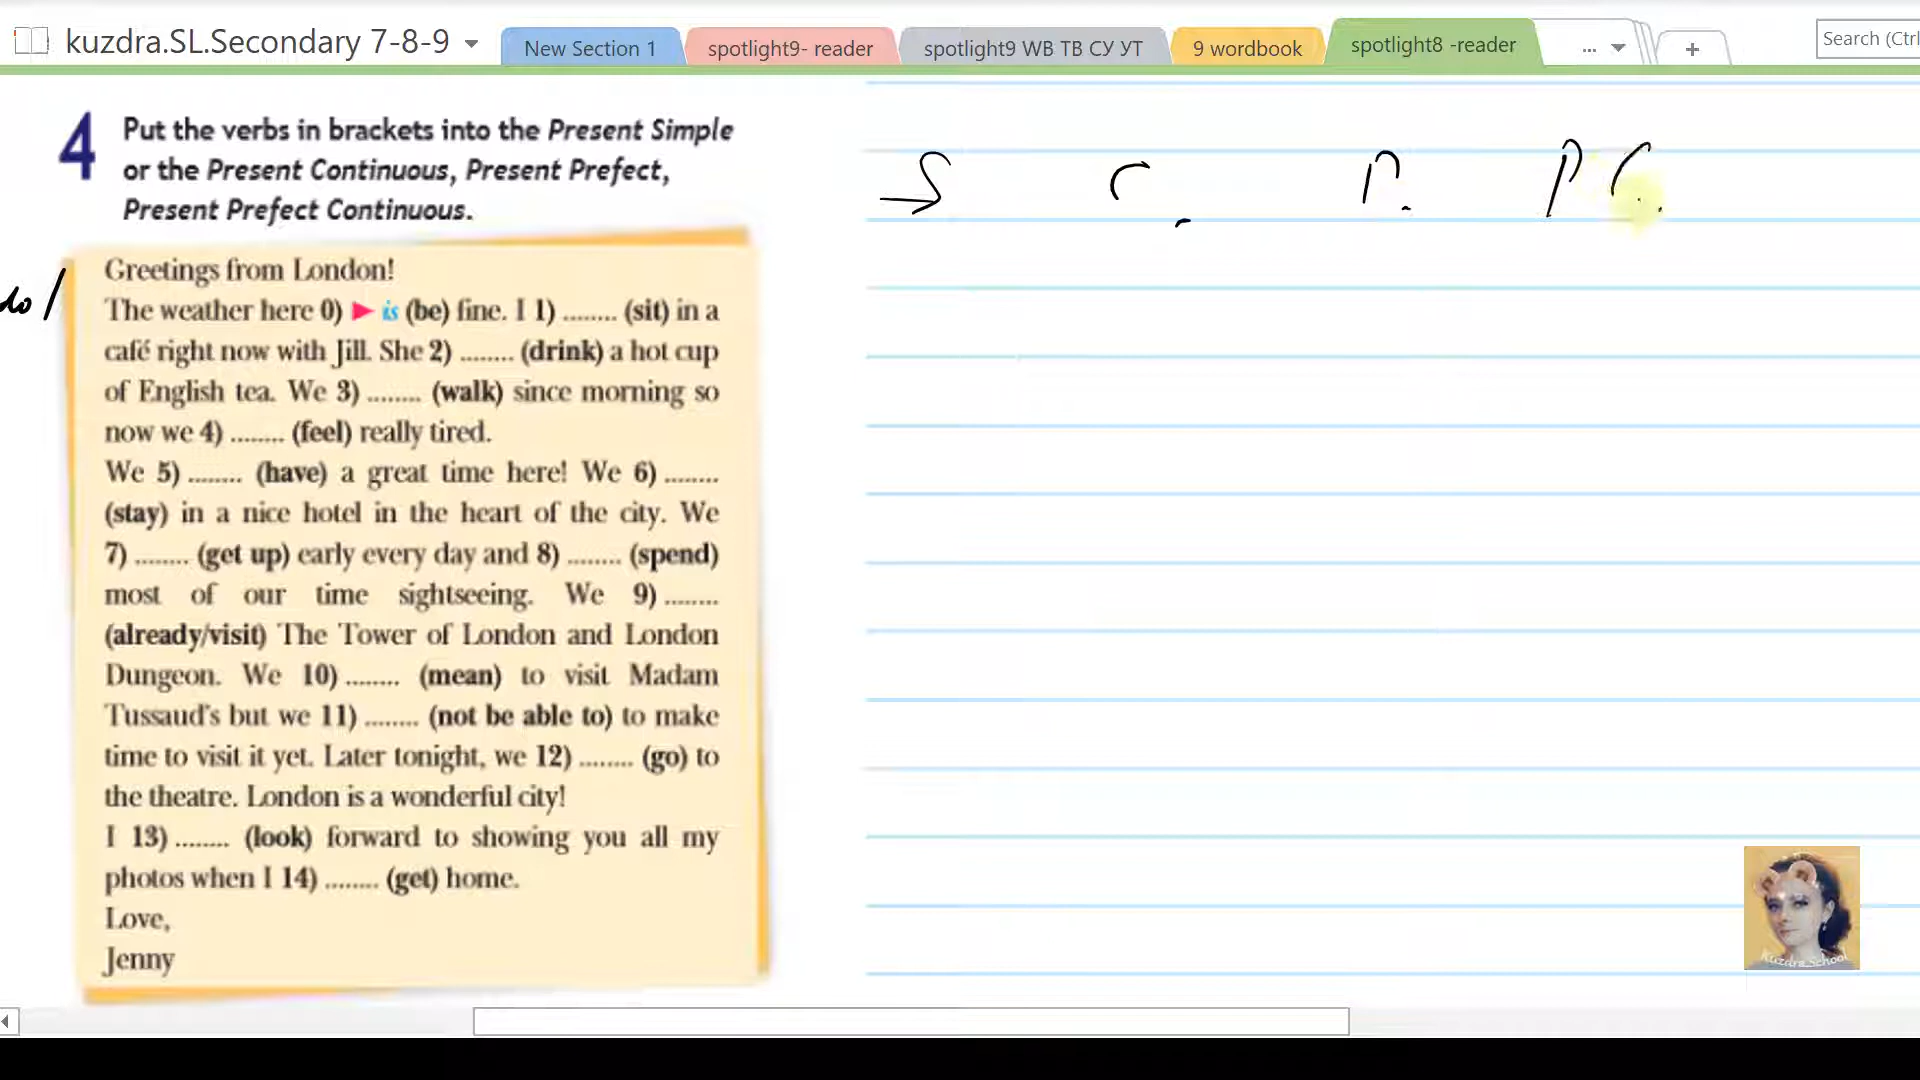 kuzdra.SL.Secondary 7-8-9
New Section 1
spotlight9- reader
spotlight9 WB TB СУ УТ
9 wordbook
spotlight8 -reader
...
+
Search (Ctrl
4 Put the verbs in brackets into the Present Simple
or the Present Continuous, Present Prefect,
Present Prefect Continuous.
S C. P. P C.
do /
Greetings from London!
The weather here 0) ► is (be) fine. I 1) ........ (sit) in a
café right now with Jill. She 2) ........ (drink) a hot cup
of English tea. We 3) ........ (walk) since morning so
now we 4) ........ (feel) really tired.
We 5) ........ (have) a great time here! We 6) ........
(stay) in a nice hotel in the heart of the city. We
7) ........ (get up) early every day and 8) ........ (spend)
most of our time sightseeing. We 9) ........
(already/visit) The Tower of London and London
Dungeon. We 10) ........ (mean) to visit Madam
Tussaud's but we 11) ........ (not be able to) to make
time to visit it yet. Later tonight, we 12) ........ (go) to
the theatre. London is a wonderful city!
I 13) ........ (look) forward to showing you all my
photos when I 14) ........ (get) home.
Love,
Jenny
Kuzdra.School